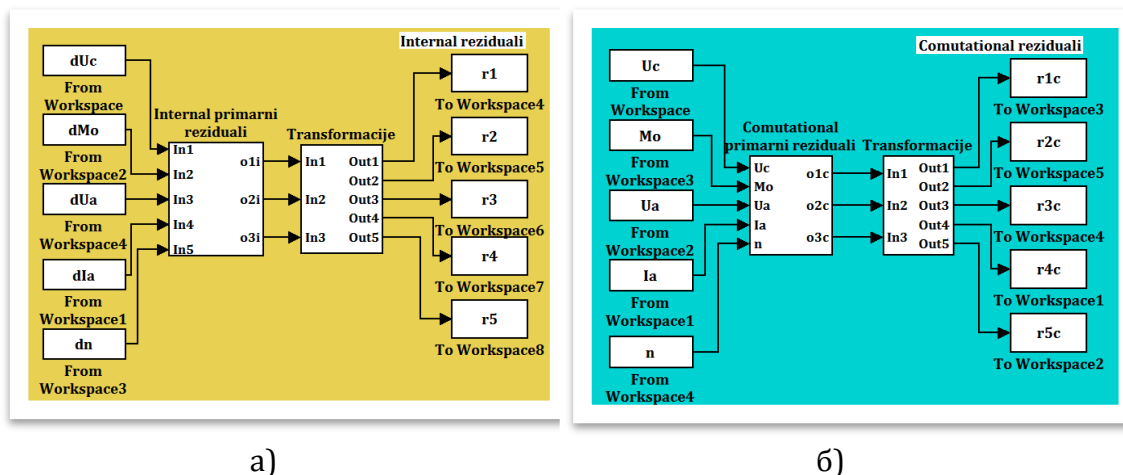 Internal reziduali
dUc
From
Workspace
dMo
From
Workspace2
dUa
From
Workspace4
dIa
From
Workspace1
dn
From
Workspace3
Internal primarni
reziduali
In1
In2
In3
In4
In5
o1i
o2i
o3i
Transformacije
In1
In2
In3
Out1
Out2
Out3
Out4
Out5
r1
To Workspace4
r2
To Workspace5
r3
To Workspace6
r4
To Workspace7
r5
To Workspace8
a)
Comutational reziduali
Uc
From
Workspace
Mo
From
Workspace3
Ua
From
Workspace2
Ia
From
Workspace1
n
From
Workspace4
Comutational
primarni reziduali
Uc
Mo
Ua
Ia
n
o1c
o2c
o3c
Transformacije
In1
In2
In3
Out1
Out2
Out3
Out4
Out5
r1c
To Workspace3
r2c
To Workspace5
r3c
To Workspace4
r4c
To Workspace1
r5c
To Workspace2
б)